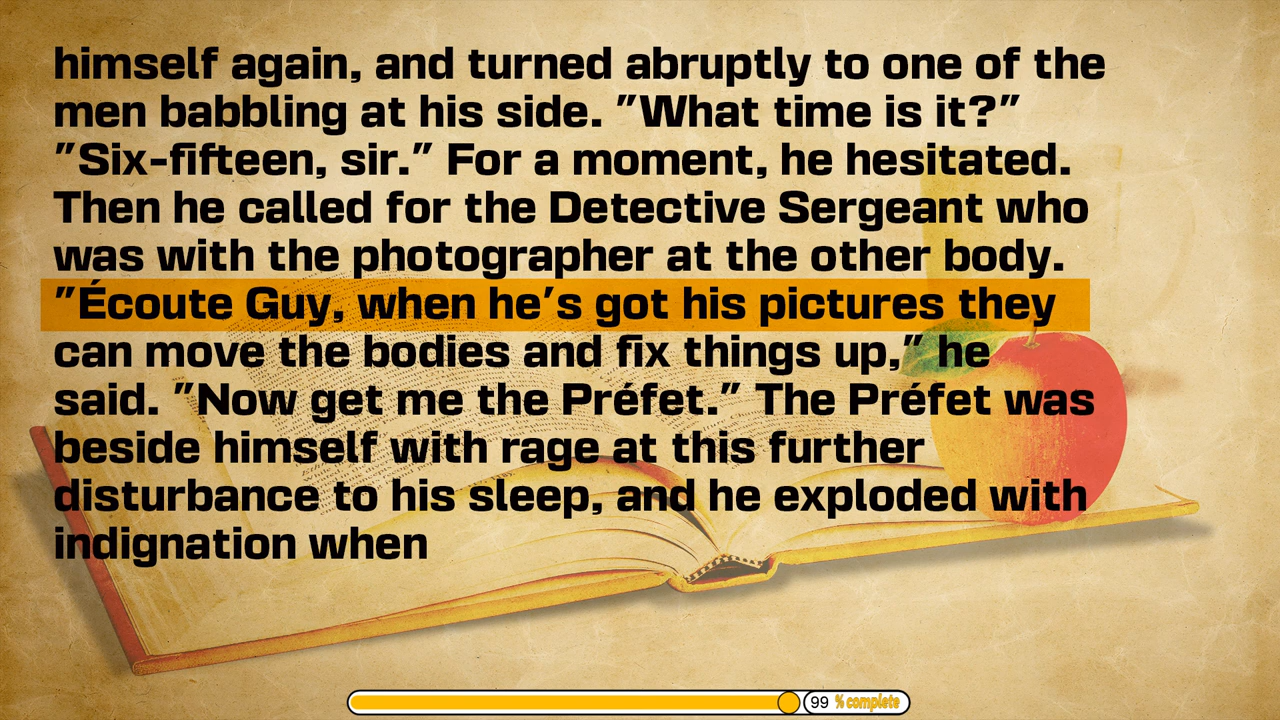 himself again, and turned abruptly to one of the
men babbling at his side. "What time is it?"
"Six-fifteen, sir." For a moment, he hesitated.
Then he called for the Detective Sergeant who
was with the photographer at the other body.
"Écoute Guy, when he's got his pictures they
can move the bodies and fix things up," he
said. "Now get me the Préfet." The Préfet was
beside himself with rage at this further
disturbance to his sleep, and he exploded with
indignation when
99 % complete